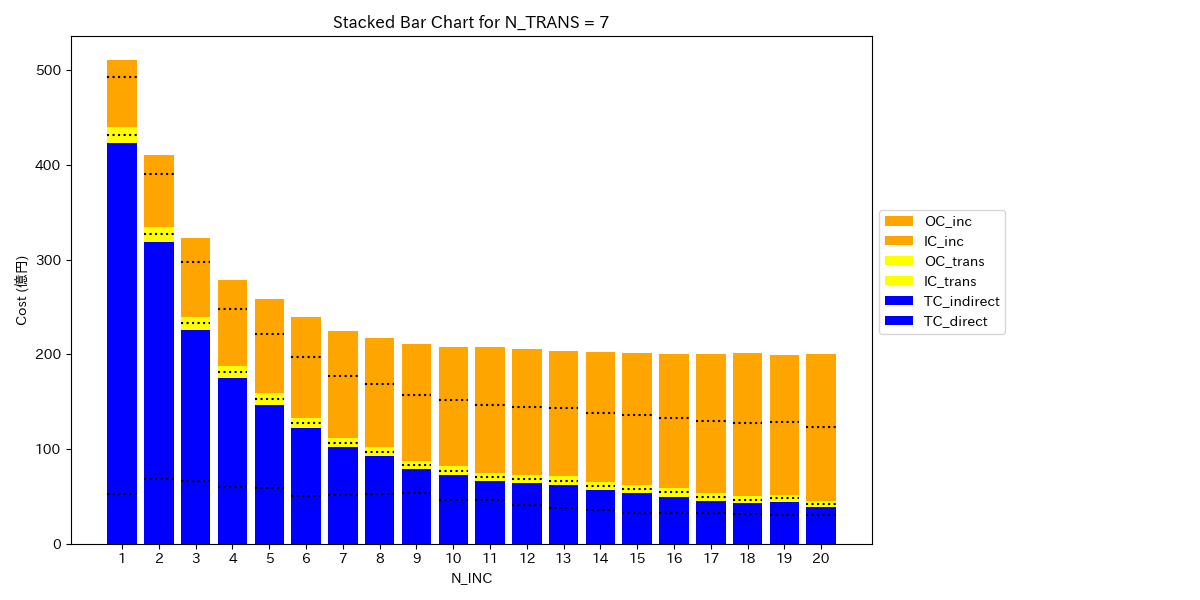 Stacked Bar Chart for N_TRANS = 7
Cost (億円)
500
400
300
200
100
0
1 2 3 4 5 6 7 8 9 10 11 12 13 14 15 16 17 18 19 20
N_INC
OC_inc
IC_inc
OC_trans
IC_trans
TC_indirect
TC_direct